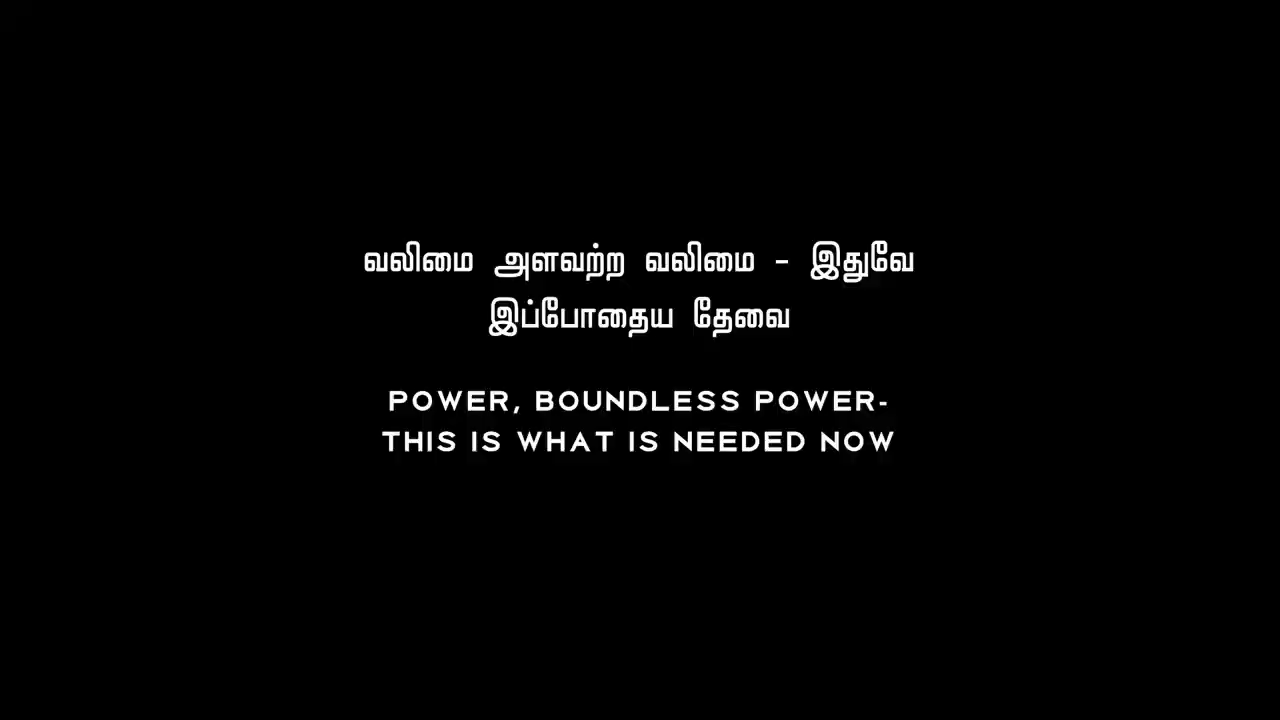 வலிமை அளவற்ற வலிமை - இதுவே
இப்போதைய தேவை
POWER, BOUNDLESS POWER-
THIS IS WHAT IS NEEDED NOW